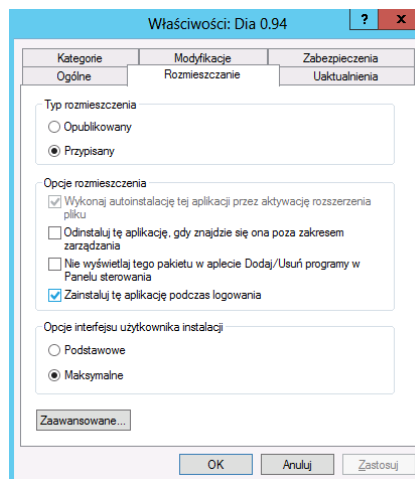 Właściwości: Dia 0.94
?
x
Kategorie
Modyfikacje
Zabezpieczenia
Ogólne
Rozmieszczanie
Uaktualnienia
Typ rozmieszczenia
Opublikowany
Przypisany
Opcje rozmieszczenia
Wykonaj autoinstalację tej aplikacji przez aktywację rozszerzenia
pliku
Odinstaluj tę aplikację, gdy znajdzie się ona poza zakresem
zarządzania
Nie wyświetlaj tego pakietu w aplecie Dodaj/Usuń programy w
Panelu sterowania
Zainstaluj tę aplikację podczas logowania
Opcje interfejsu użytkownika instalacji
Podstawowe
Maksymalne
Zaawansowane...
OK
Anuluj
Zastosuj